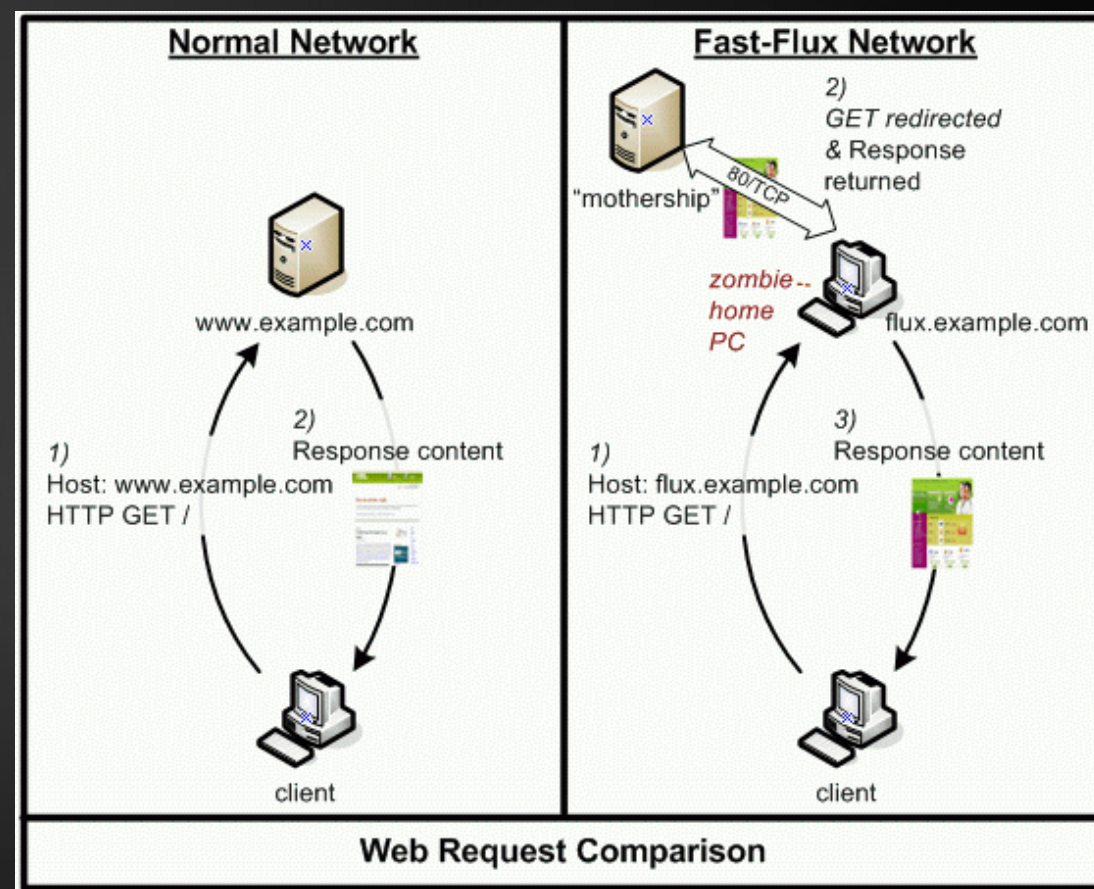 Normal Network
www.example.com
1)
Host: www.example.com
HTTP GET /
2)
Response content
client
Fast-Flux Network
"mothership"
80/TCP
2)
GET redirected
& Response
returned
zombie--
home
PC
flux.example.com
1)
Host: flux.example.com
HTTP GET /
3)
Response content
client
Web Request Comparison